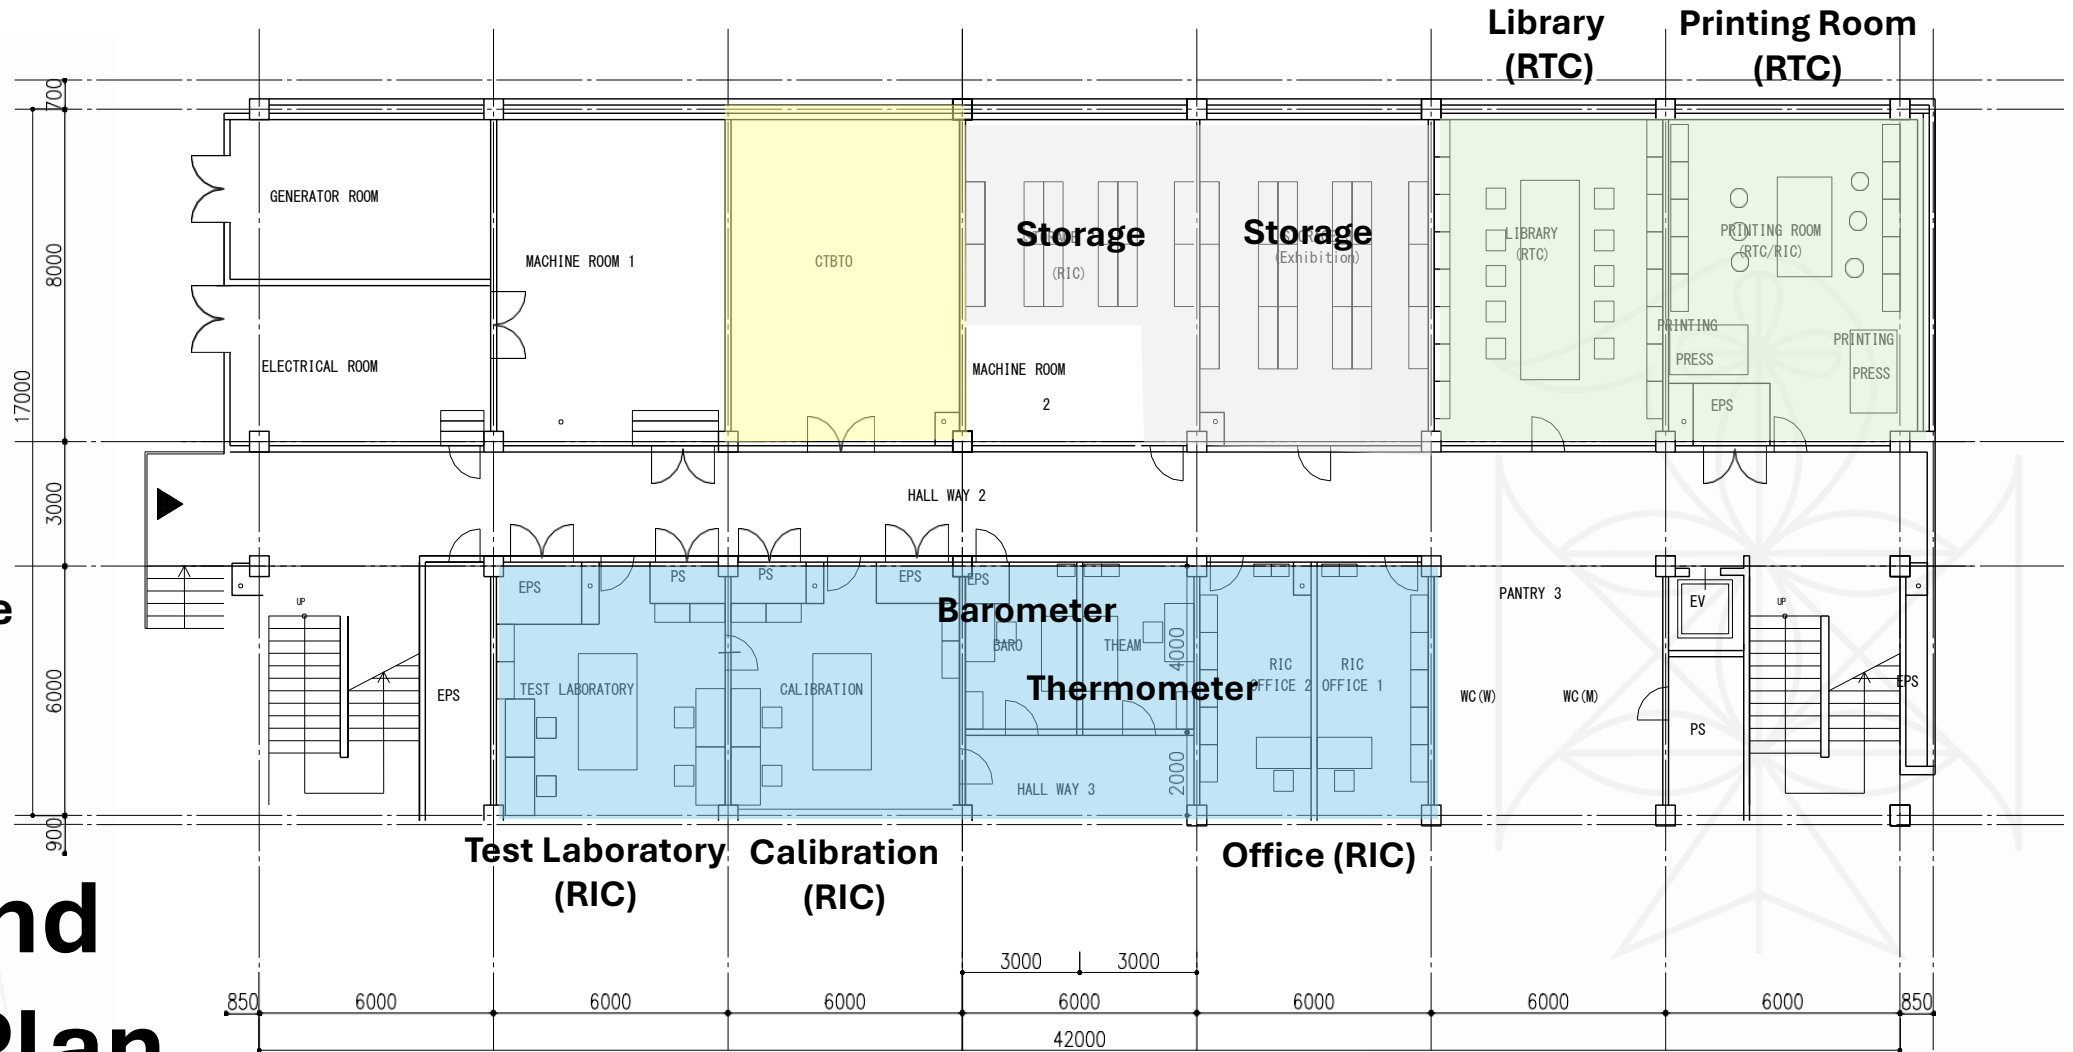 Library
(RTC)
Printing Room
(RTC)
700
8000
17000
3000
6000
900
GENERATOR ROOM
ELECTRICAL ROOM
MACHINE ROOM 1
CTBTO
Storage
(RIC)
MACHINE ROOM
2
Storage
(Exhibition)
LIBRARY
(RTC)
PRINTING ROOM
(RTC/RIC)
PRINTING
PRESS
PRINTING
PRESS
EPS
HALL WAY 2
UP
EPS
EPS
PS
PS
EPS
EPS
TEST LABORATORY
CALIBRATION
Barometer
BARO
THEAM
4000
Thermometer
HALL WAY 3
2000
RIC
OFFICE 2
RIC
OFFICE 1
PANTRY 3
WC(W)
WC(M)
EV
PS
UP
EPS
e
Test Laboratory
(RIC)
Calibration
(RIC)
Office (RIC)
nd
Plan
3000
3000
850
6000
6000
6000
6000
6000
6000
6000
850
42000